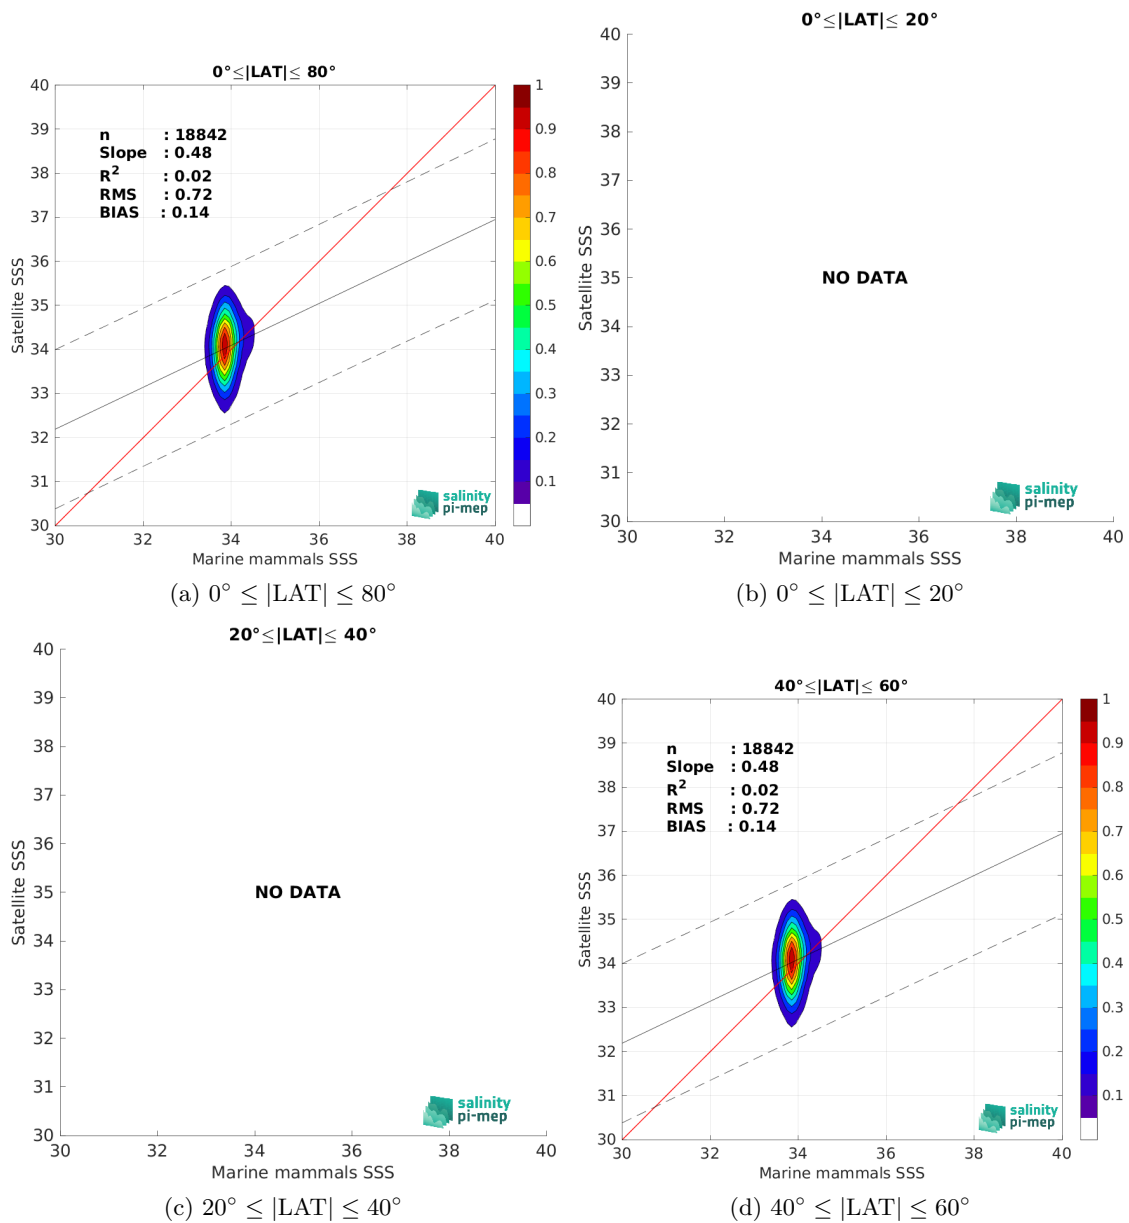 0°≤|LAT|≤ 80°
40
39
38
37
36
35
34
33
32
31
30
n : 18842
Slope : 0.48
R² : 0.02
RMS : 0.72
BIAS : 0.14
Satellite SSS
30 32 34 36 38 40
Marine mammals SSS
1
0.9
0.8
0.7
0.6
0.5
0.4
0.3
0.2
0.1
salinity
pi-mep
(a) 0° ≤ |LAT| ≤ 80°
0°≤|LAT|≤ 20°
40
39
38
37
36
35
34
33
32
31
30
Satellite SSS
NO DATA
salinity
pi-mep
30 32 34 36 38 40
Marine mammals SSS
(b) 0° ≤ |LAT| ≤ 20°
20°≤|LAT|≤ 40°
40
39
38
37
36
35
34
33
32
31
30
Satellite SSS
NO DATA
salinity
pi-mep
30 32 34 36 38 40
Marine mammals SSS
(c) 20° ≤ |LAT| ≤ 40°
40°≤|LAT|≤ 60°
40
39
38
37
36
35
34
33
32
31
30
n : 18842
Slope : 0.48
R² : 0.02
RMS : 0.72
BIAS : 0.14
Satellite SSS
30 32 34 36 38 40
Marine mammals SSS
1
0.9
0.8
0.7
0.6
0.5
0.4
0.3
0.2
0.1
salinity
pi-mep
(d) 40° ≤ |LAT| ≤ 60°